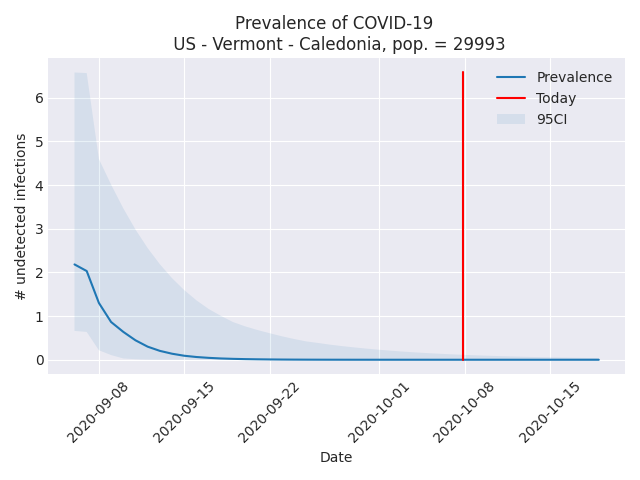 Prevalence of COVID-19
US - Vermont - Caledonia, pop. = 29993
Prevalence
Today
95CI
# undetected infections
6
5
4
3
2
1
0
2020-09-08
2020-09-15
2020-09-22
2020-10-01
2020-10-08
2020-10-15
Date